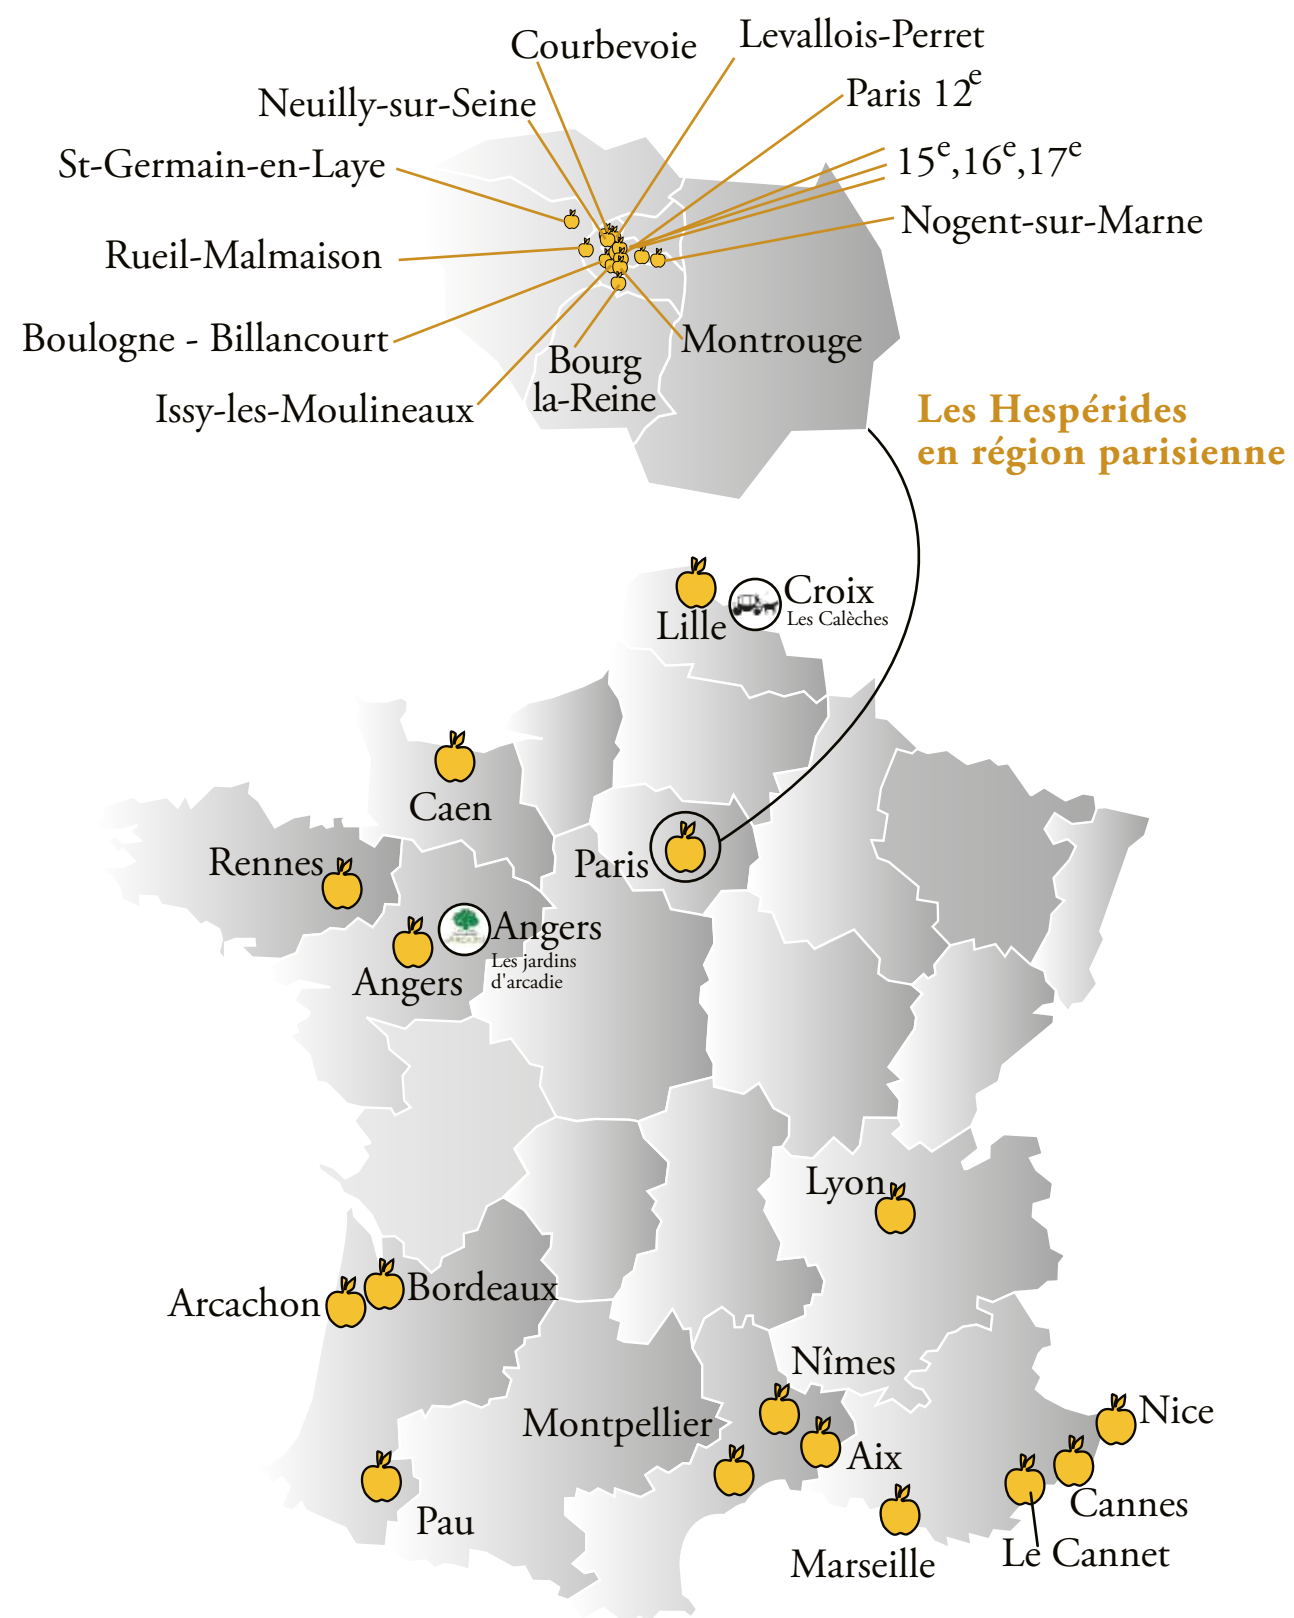 Courbevoie
Levallois-Perret
Neuilly-sur-Seine
Paris 12e
St-Germain-en-Laye
15e,16e,17e
Nogent-sur-Marne
Rueil-Malmaison
Boulogne - Billancourt
Montrouge
Bourg
la-Reine
Issy-les-Moulineaux
Les Hespérides
en région parisienne
Croix
Les Calèches
Lille
Caen
Rennes
Paris
Angers
Les jardins
d'arcadie
Angers
Lyon
Bordeaux
Arcachon
Nîmes
Montpellier
Nice
Aix
Cannes
Pau
Le Cannet
Marseille